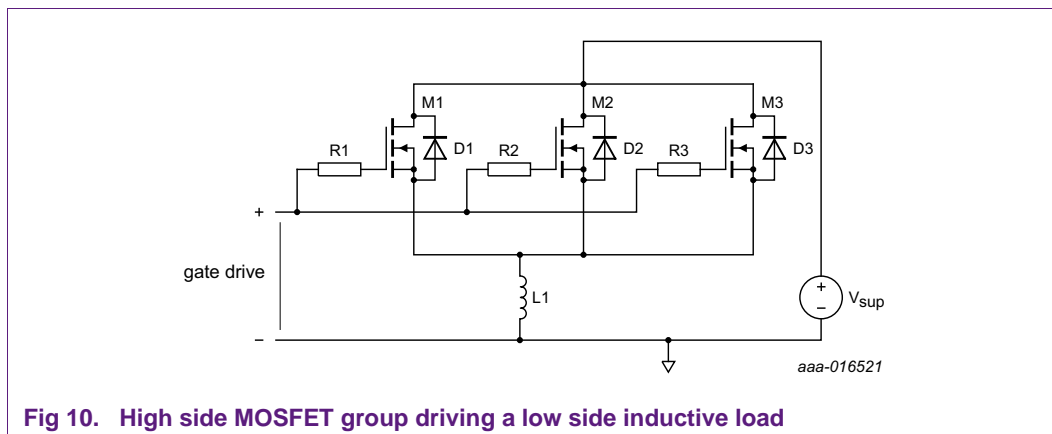 M1
M2
M3
R1
D1
R2
D2
R3
D3
+
gate drive
–
L1
+
–
Vsup
aaa-016521
Fig 10. High side MOSFET group driving a low side inductive load